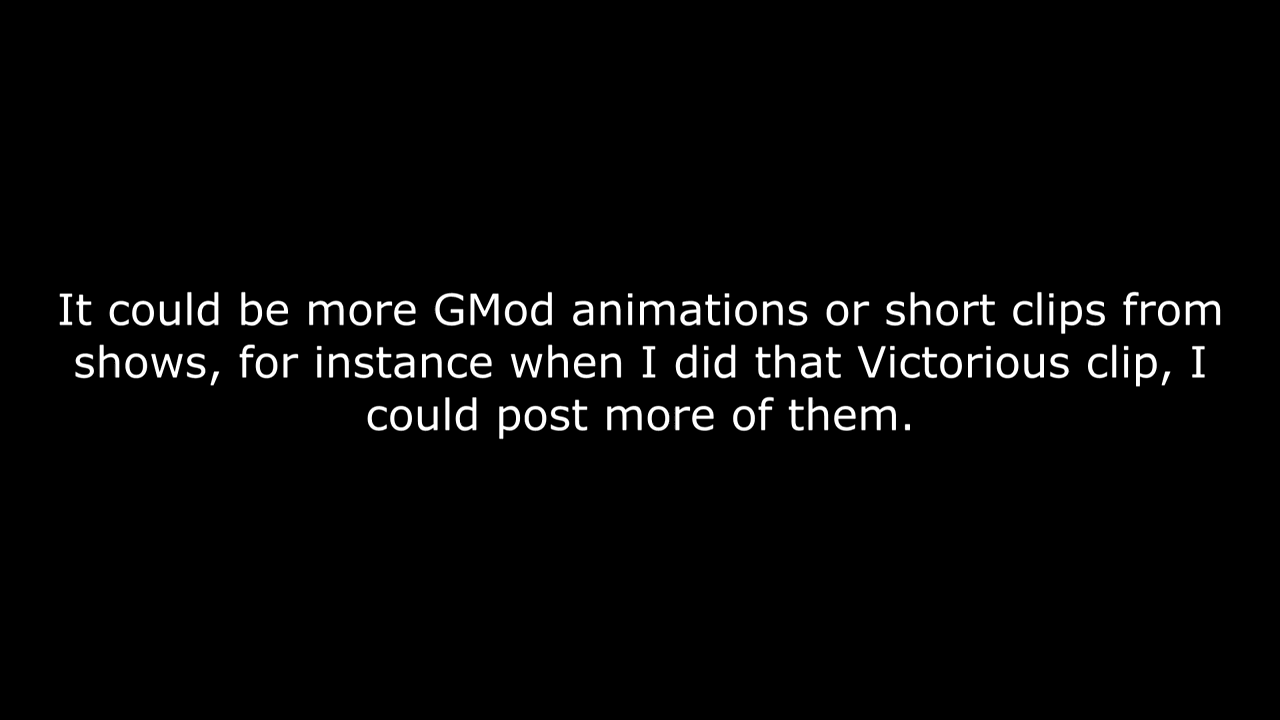 It could be more GMod animations or short clips from
shows, for instance when I did that Victorious clip, I
could post more of them.